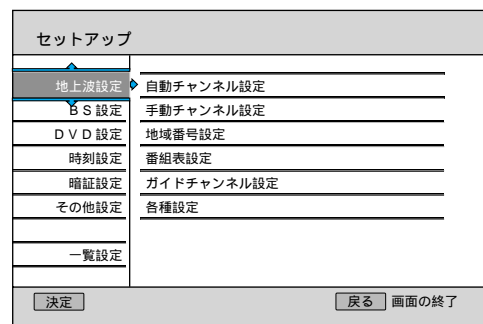 セットアップ
地上波設定
ＢＳ設定
ＤＶＤ設定
時刻設定
暗証設定
その他設定
一覧設定
自動チャンネル設定
手動チャンネル設定
地域番号設定
番組表設定
ガイドチャンネル設定
各種設定
決定
戻る 画面の終了